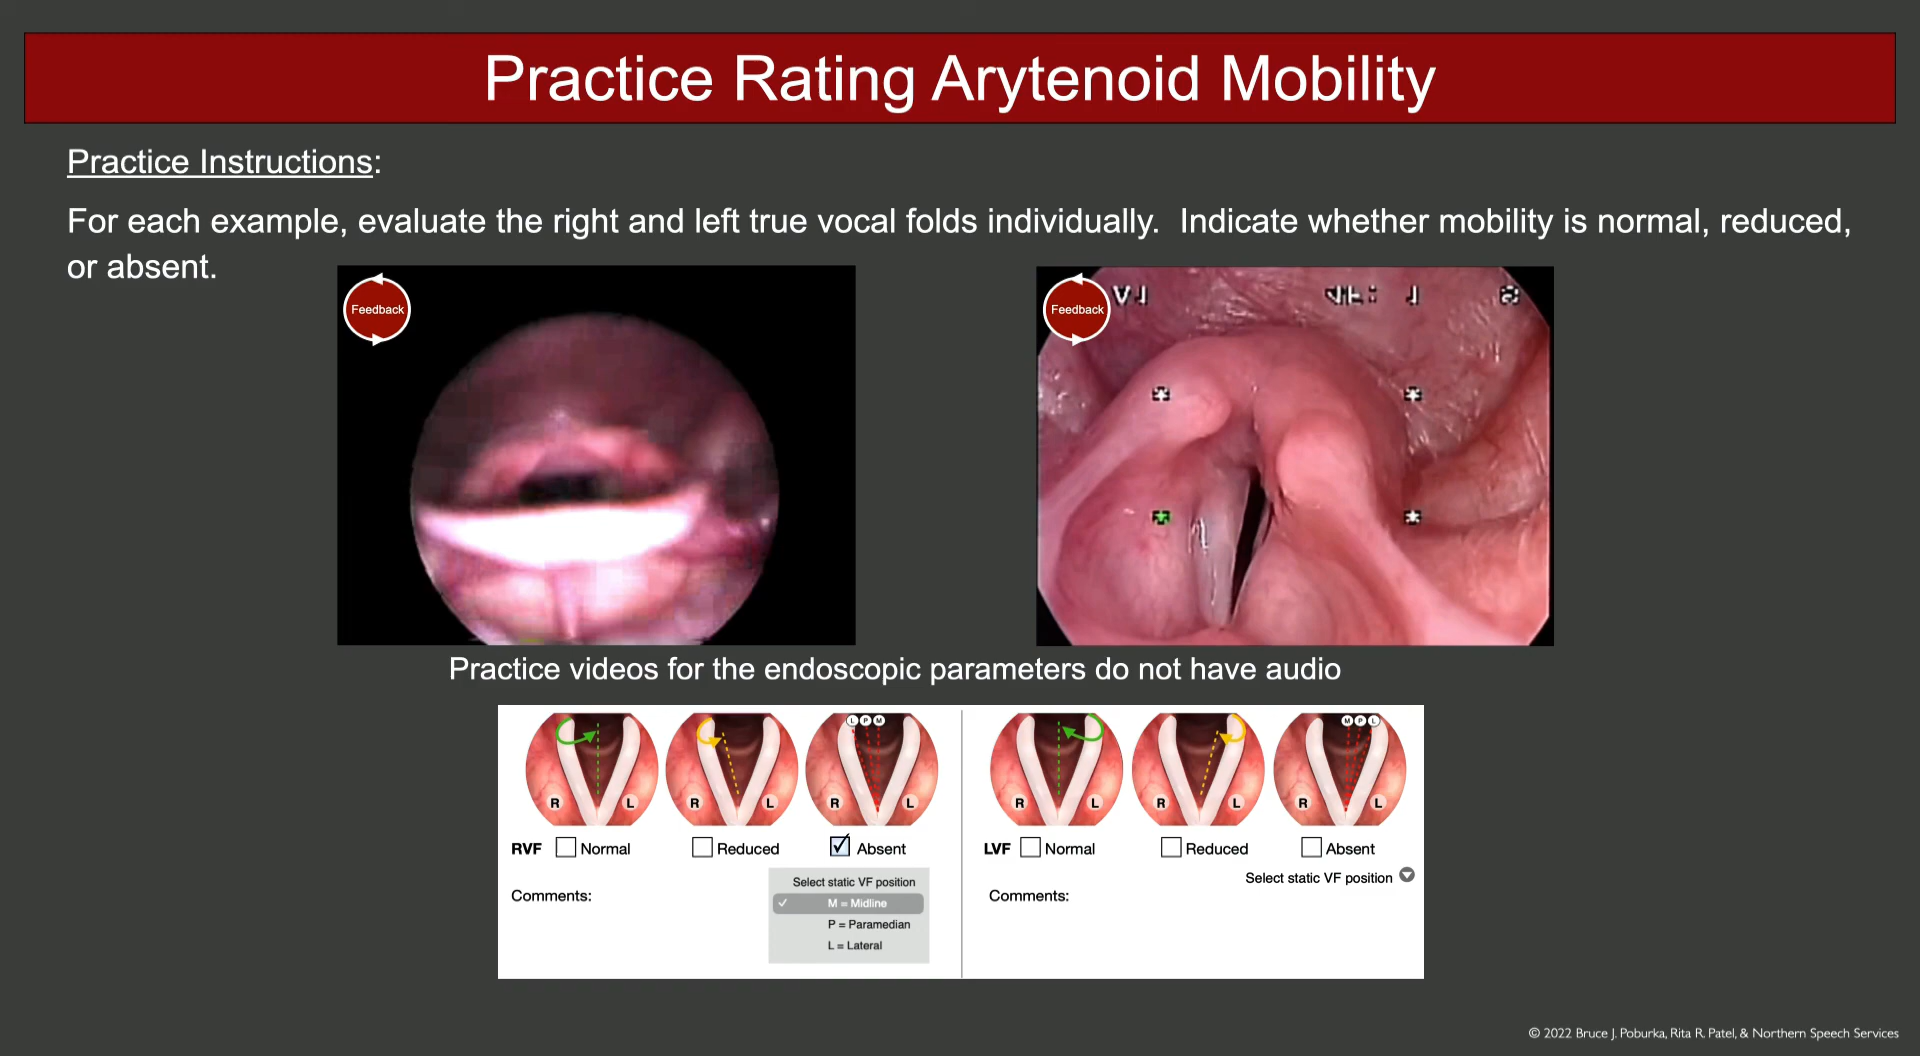 Practice Rating Arytenoid Mobility
Practice Instructions:
For each example, evaluate the right and left true vocal folds individually.  Indicate whether mobility is normal, reduced,
or absent.
Feedback
Feedback
Practice videos for the endoscopic parameters do not have audio
L P M
M P L
R L R L R L
R L R L R L
RVF Normal Reduced Absent
LVF Normal Reduced Absent
Select static VF position
Comments:
Select static VF position
✓ M = Midline
P = Paramedian
L = Lateral
Comments:
© 2022 Bruce J. Poburka, Rita R. Patel, & Northern Speech Services